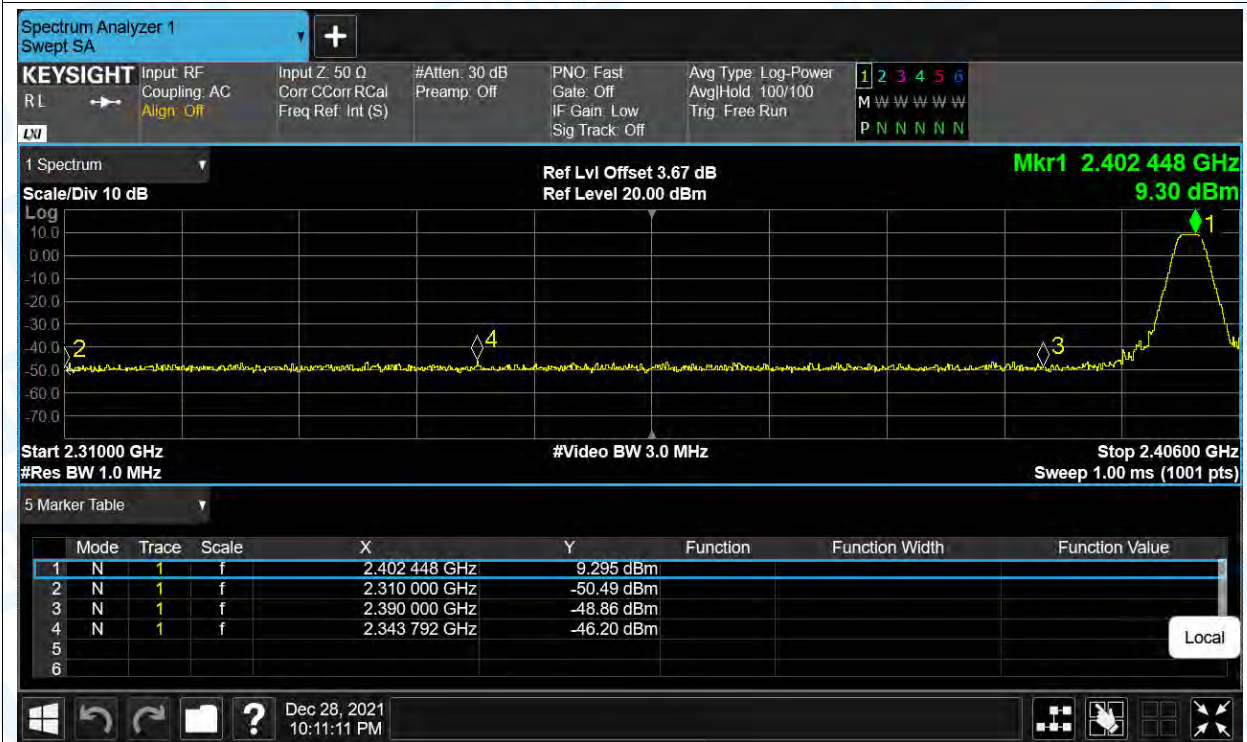 Spectrum Analyzer 1
Swept SA
+
KEYSIGHT Input: RF Input Z: 50 Ω #Atten: 30 dB PNO: Fast Avg Type: Log-Power 1 2 3 4 5 6
RL Coupling: AC Corr CCorr RCal Preamp: Off Gate: Off Avg|Hold: 100/100 M W W W W W
Align: Off Freq Ref: Int (S) IF Gain: Low Trig: Free Run
LXI Sig Track: Off P N N N N N
1 Spectrum Ref Lvl Offset 3.67 dB Mkr1 2.402 448 GHz
Scale/Div 10 dB Ref Level 20.00 dBm 9.30 dBm
Log
1
10.0
0.00
-10.0
-20.0
-30.0
-40.0
2 4 3
-50.0
-60.0
-70.0
Start 2.31000 GHz #Video BW 3.0 MHz Stop 2.40600 GHz
#Res BW 1.0 MHz Sweep 1.00 ms (1001 pts)
5 Marker Table
Mode Trace Scale X Y Function Function Width Function Value
1 N 1 f 2.402 448 GHz 9.295 dBm
2 N 1 f 2.310 000 GHz -50.49 dBm
3 N 1 f 2.390 000 GHz -48.86 dBm
4 N 1 f 2.343 792 GHz -46.20 dBm
5
6
Local
? Dec 28, 2021
10:11:11 PM